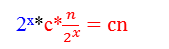 2ˣ*c*n/2ˣ = cn